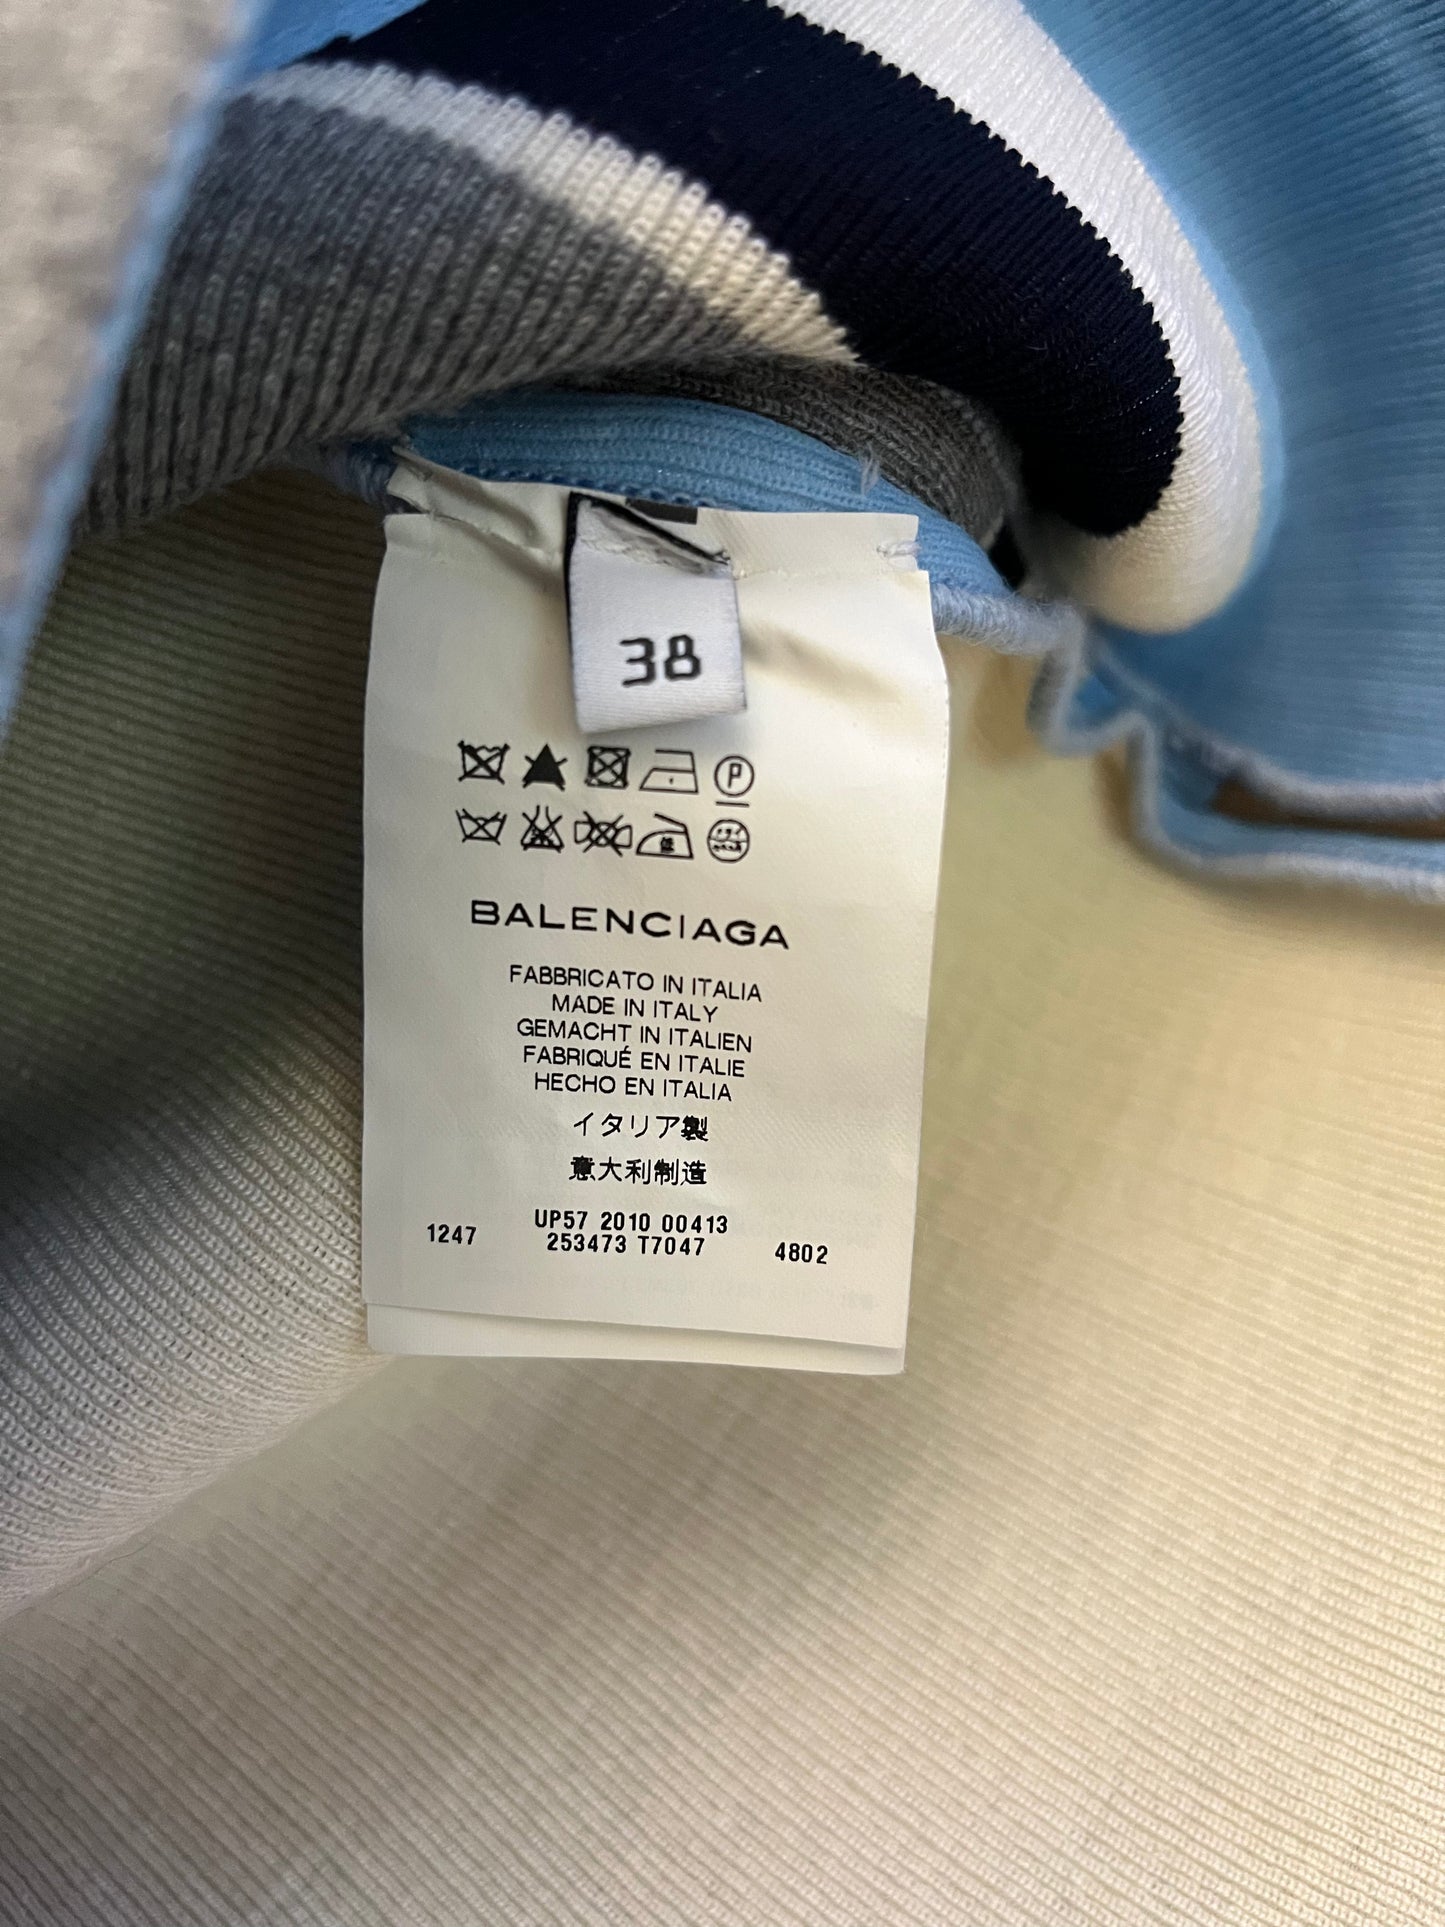 38
P
BALENCIAGA
FABBRICATO IN ITALIA
MADE IN ITALY
GEMACHT IN ITALIEN
FABRIQUÉ EN ITALIE
HECHO EN ITALIA
イタリア製
意大利制造
UP57 2010 00413
1247 253473 T7047 4802